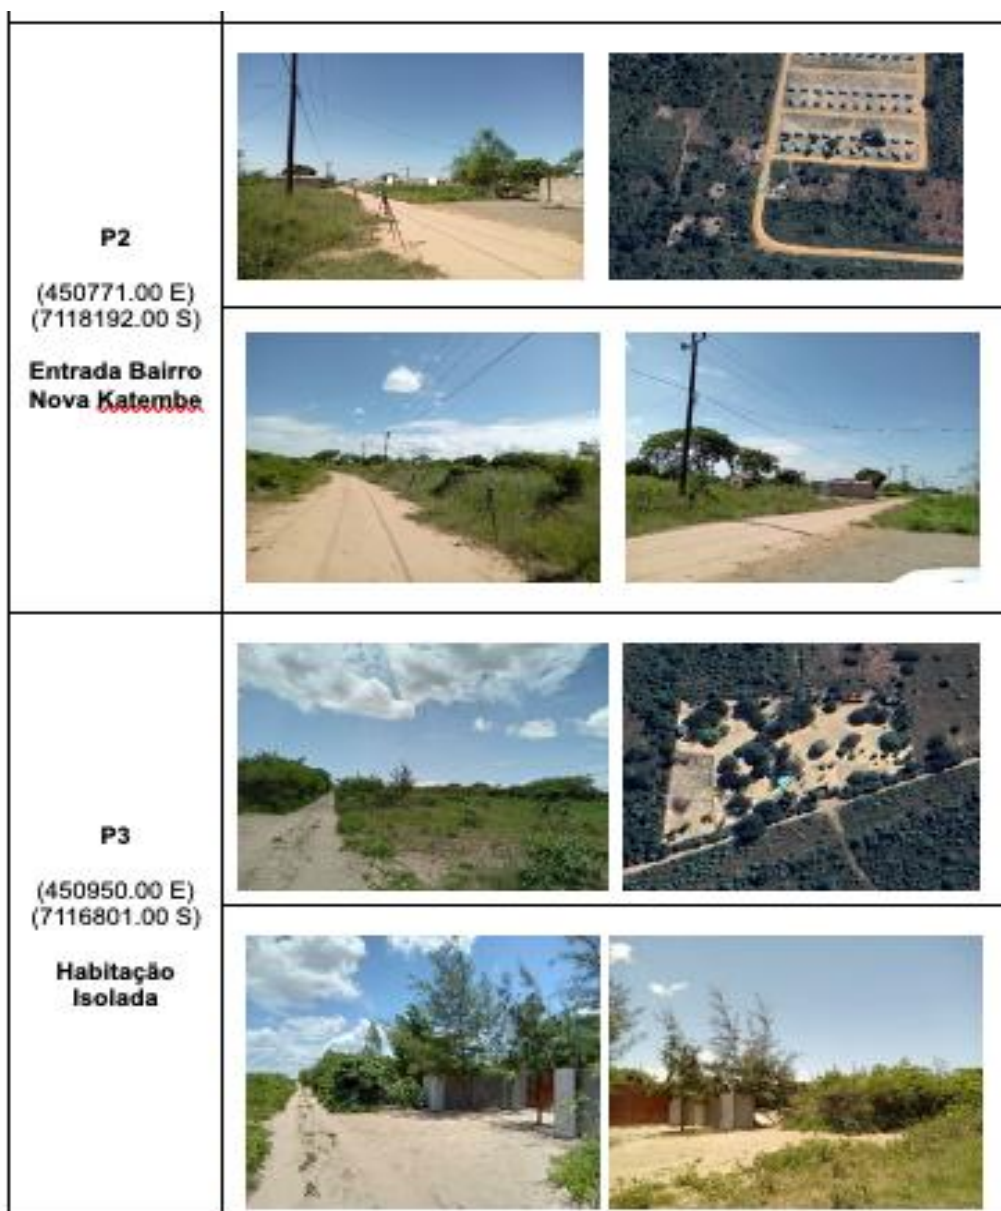 P2
(450771.00 E)
(7118192.00 S)
Entrada Bairro
Nova Katembe
P3
(450950.00 E)
(7116801.00 S)
Habitação
Isolada